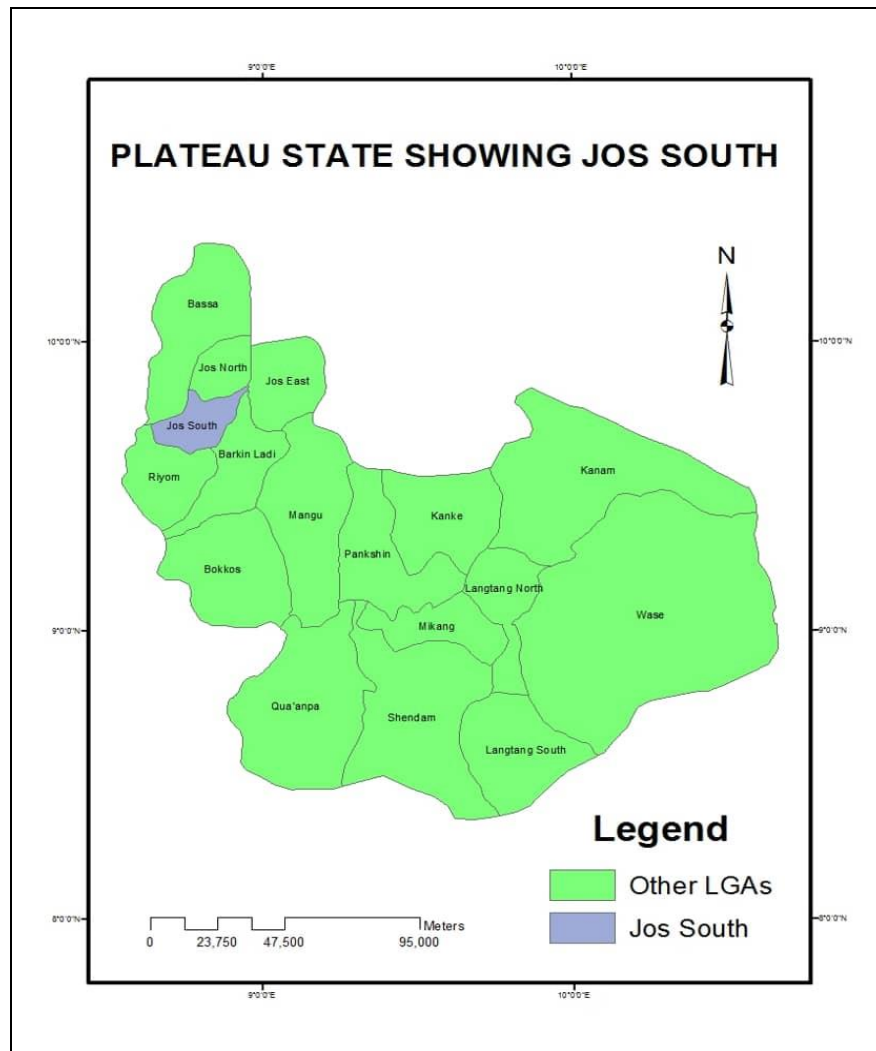 9°0'0"E
10°0'0"E
PLATEAU STATE SHOWING JOS SOUTH
N
Bassa
10°0'0"N
10°0'0"N
Jos North
Jos East
Jos South
Barkin Ladi
Kanam
Riyom
Mangu
Kanke
Pankshin
Bokkos
Langtang North
Wase
9°0'0"N
9°0'0"N
Mikang
Qua'anpa
Shendam
Langtang South
Legend
Other LGAs
Jos South
8°0'0"N
8°0'0"N
Meters
0 23,750 47,500 95,000
9°0'0"E
10°0'0"E